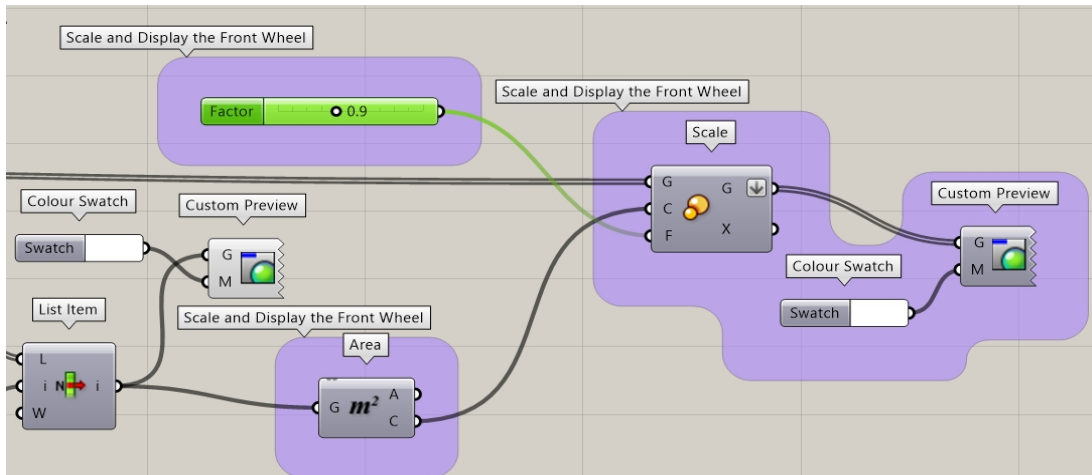 Scale and Display the Front Wheel
Factor
0.9
Scale and Display the Front Wheel
Scale
G
C
F
G
X
Colour Swatch
Swatch
Custom Preview
G
M
Custom Preview
G
M
Colour Swatch
Swatch
List Item
L
i
W
N
i
Scale and Display the Front Wheel
Area
G
m²
A
C